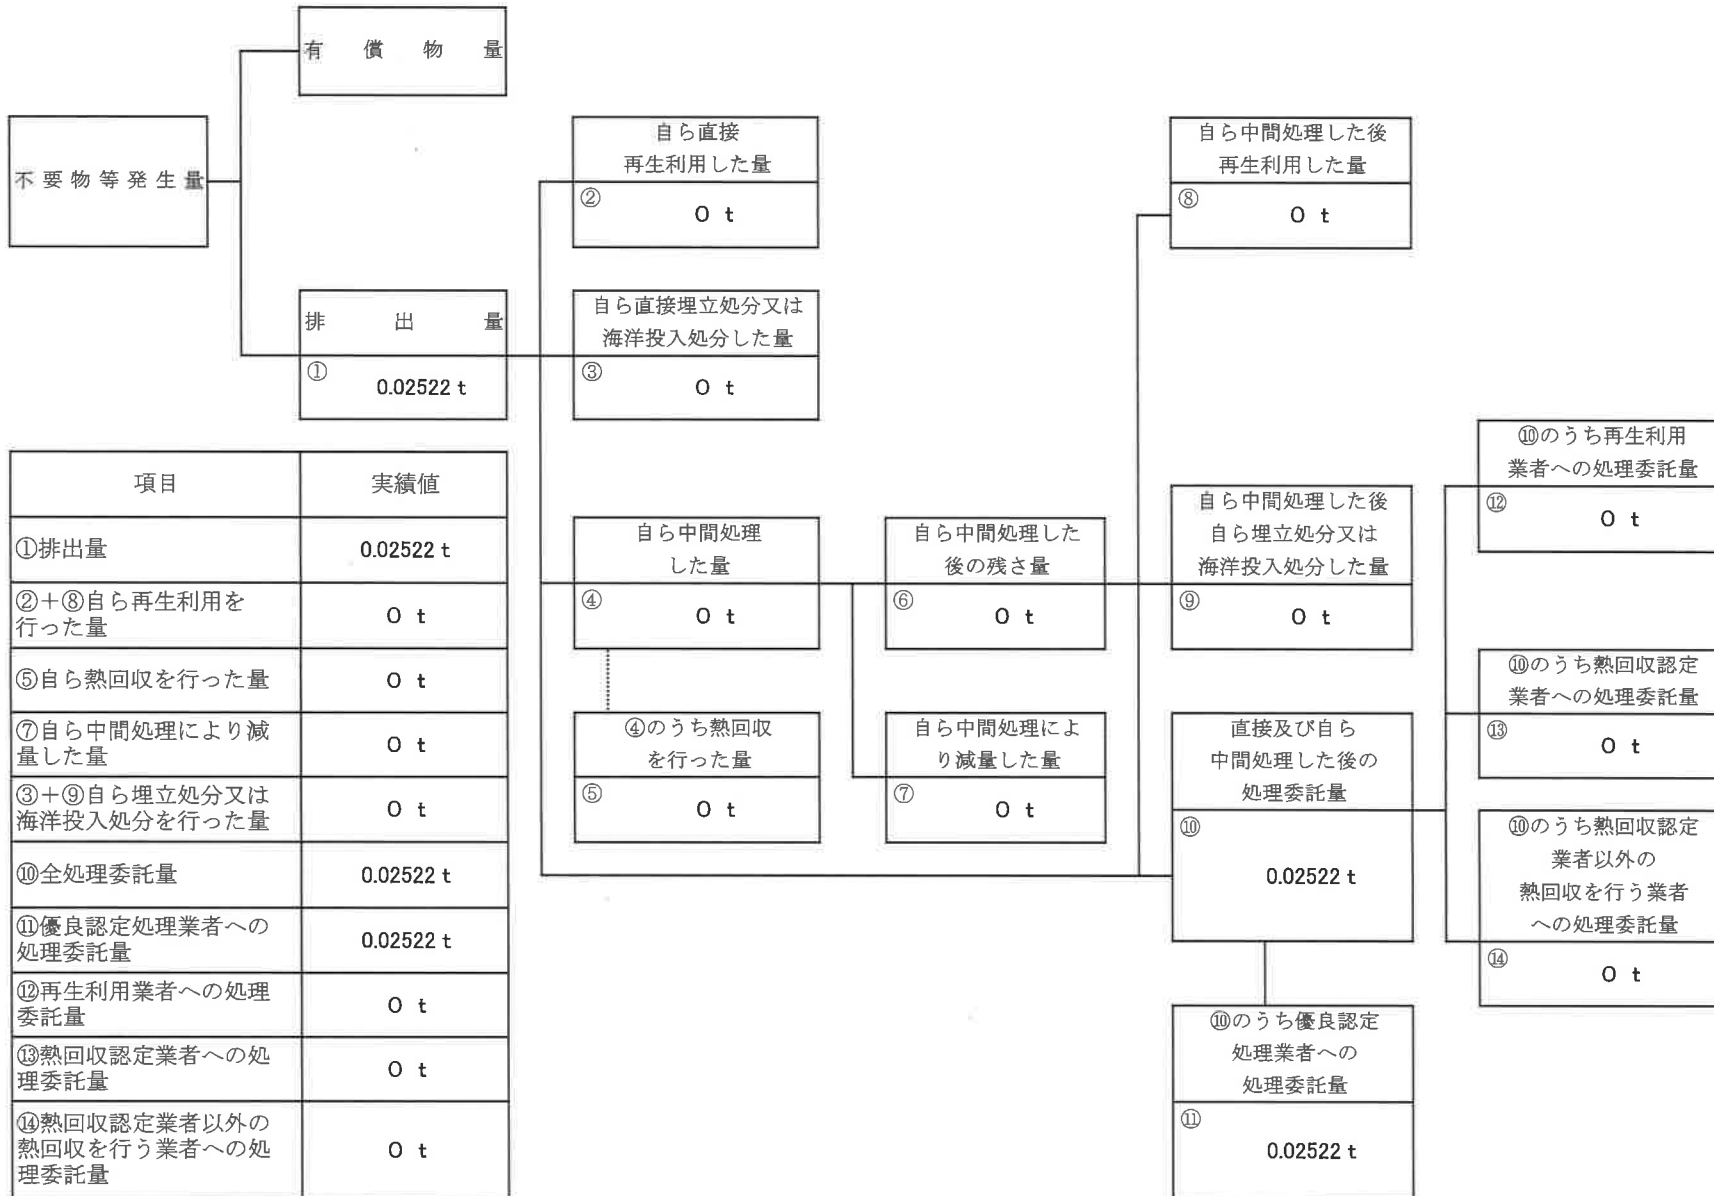 有償物量
不要物等発生量
排出量
①
0.02522 t
自ら直接
再生利用した量
②
0 t
自ら直接埋立処分又は
海洋投入処分した量
③
0 t
自ら中間処理
した量
④
0 t
④のうち熱回収
を行った量
⑤
0 t
自ら中間処理した
後の残さ量
⑥
0 t
自ら中間処理によ
り減量した量
⑦
0 t
自ら中間処理した後
再生利用した量
⑧
0 t
自ら中間処理した後
自ら埋立処分又は
海洋投入処分した量
⑨
0 t
直接及び自ら
中間処理した後の
処理委託量
⑩
0.02522 t
⑩のうち優良認定
処理業者への
処理委託量
⑪
0.02522 t
⑩のうち再生利用
業者への処理委託量
⑫
0 t
⑩のうち熱回収認定
業者への処理委託量
⑬
0 t
⑩のうち熱回収認定
業者以外の
熱回収を行う業者
への処理委託量
⑭
0 t
項目 実績値
①排出量 0.02522 t
②+⑧自ら再生利用を
行った量
0 t
⑤自ら熱回収を行った量 0 t
⑦自ら中間処理により減
量した量
0 t
③+⑨自ら埋立処分又は
海洋投入処分を行った量
0 t
⑩全処理委託量 0.02522 t
⑪優良認定処理業者への
処理委託量
0.02522 t
⑫再生利用業者への処理
委託量
0 t
⑬熱回収認定業者への処
理委託量
0 t
⑭熱回収認定業者以外の
熱回収を行う業者への処
理委託量
0 t